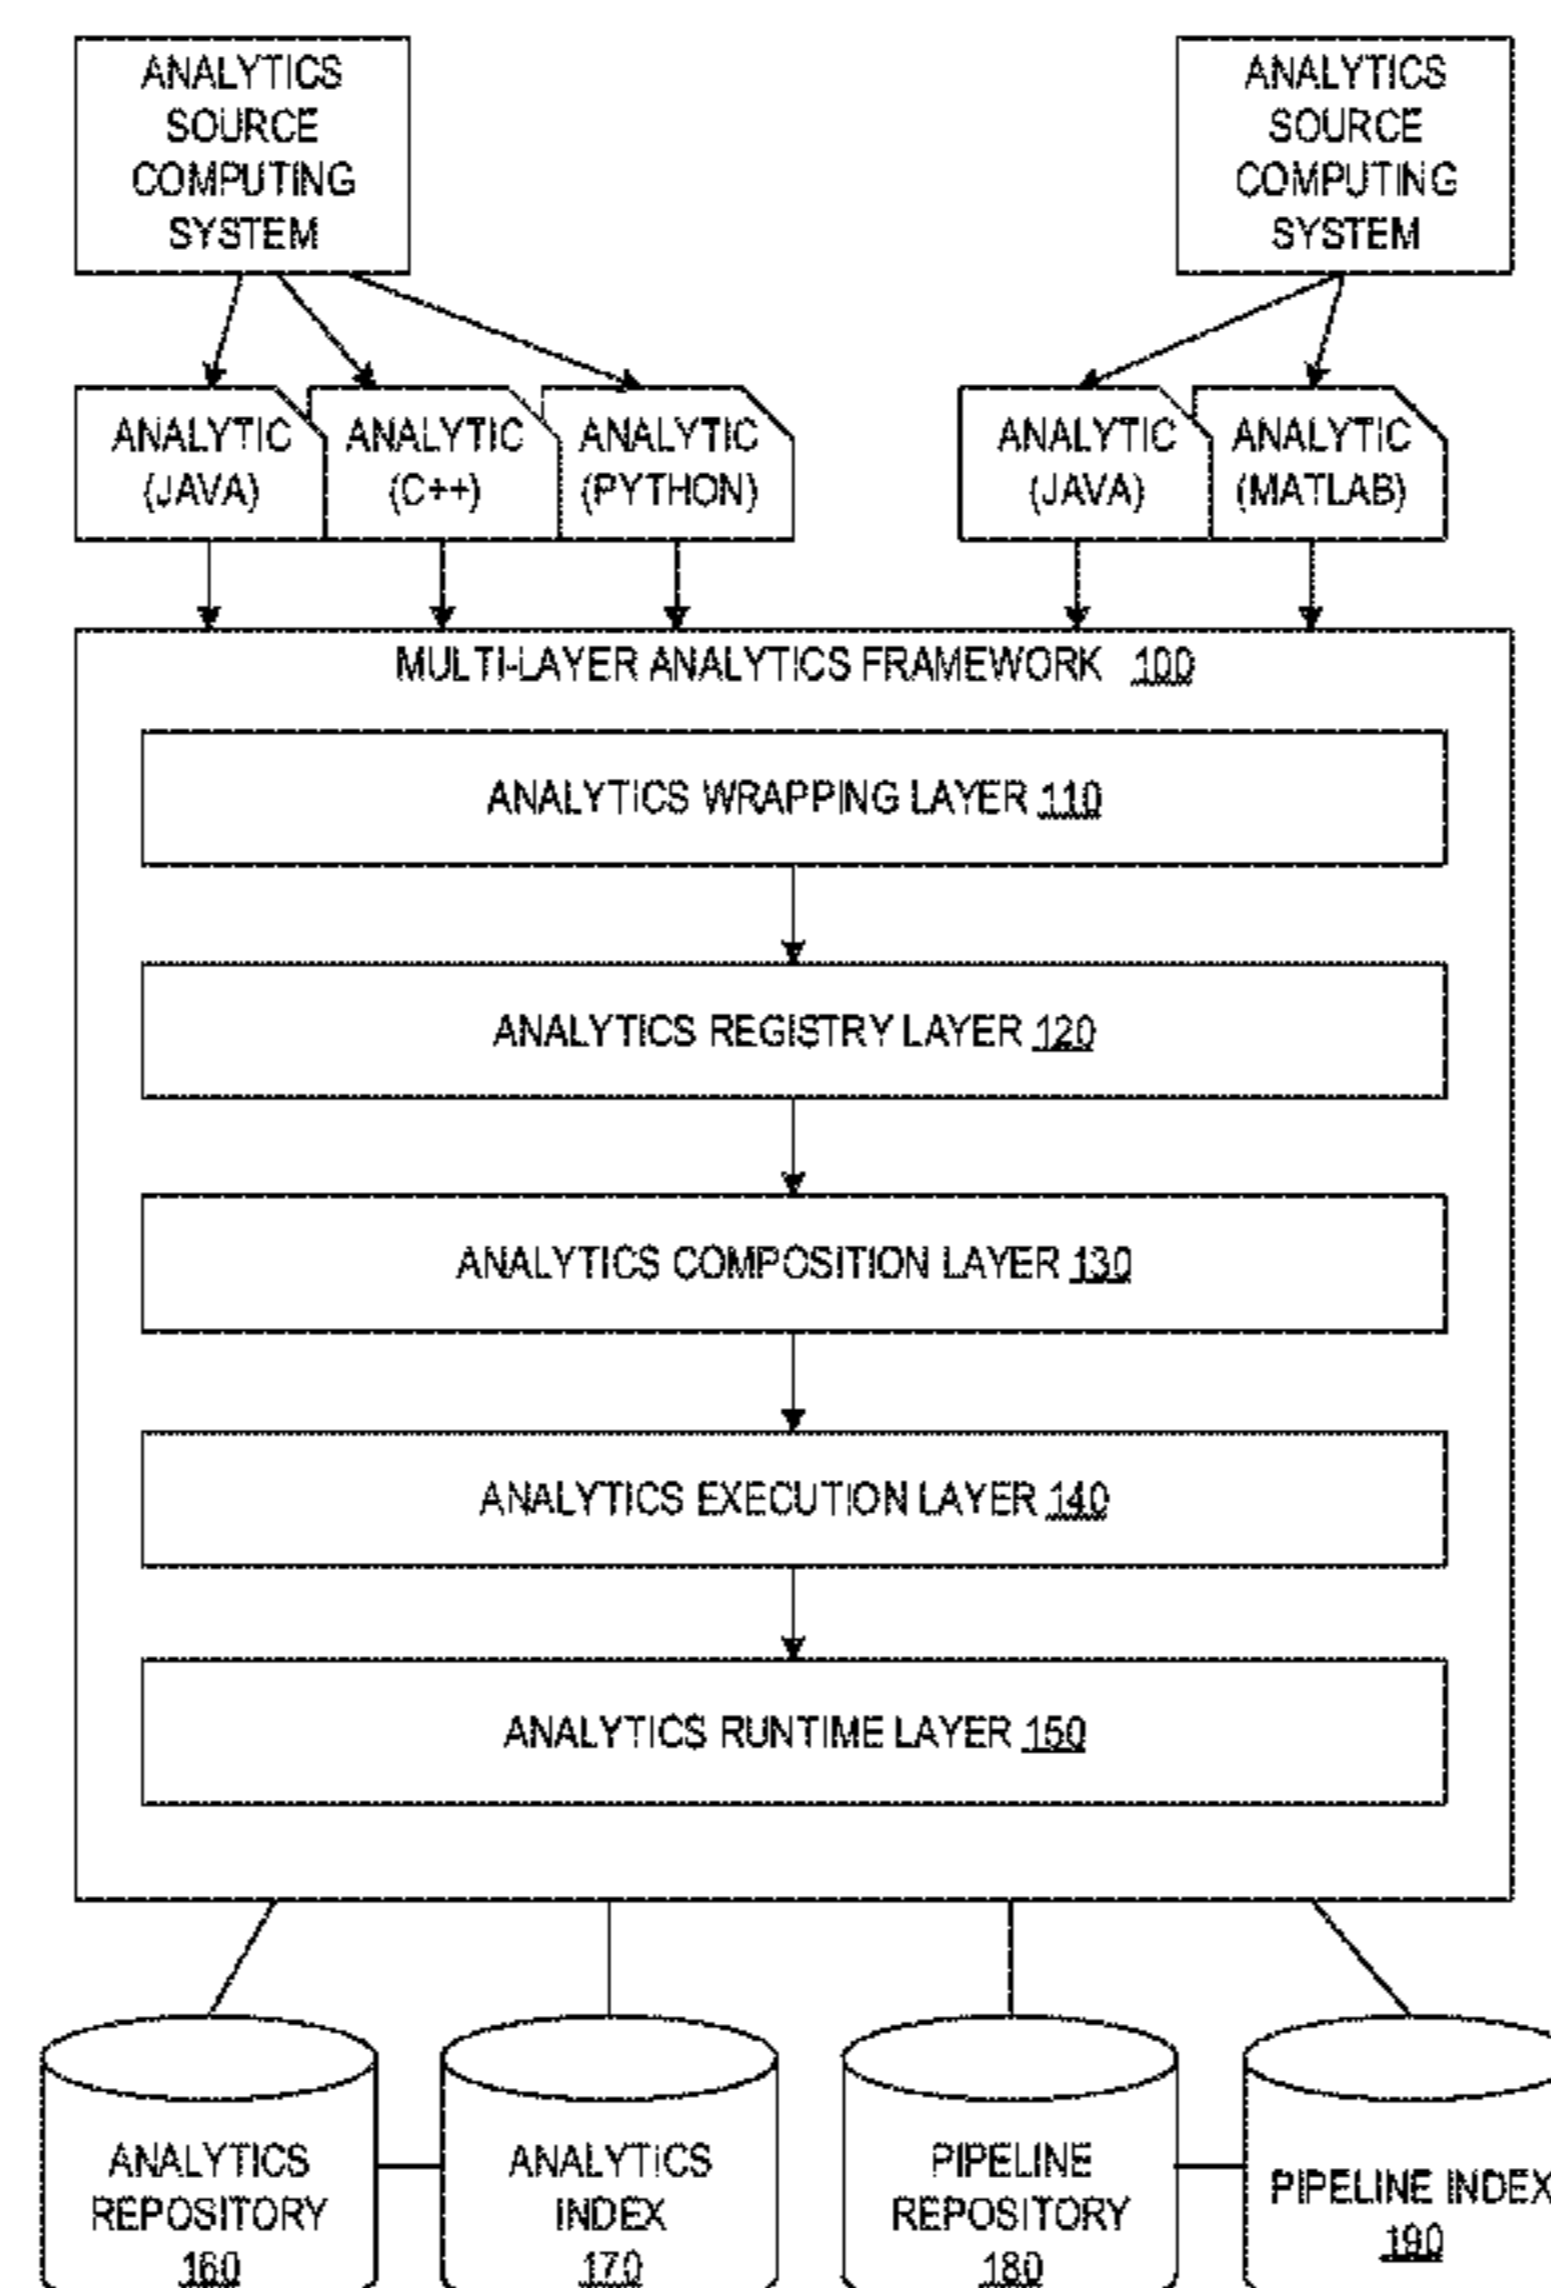 ANALYTICS
SOURCE
COMPUTING
SYSTEM
ANALYTICS
SOURCE
COMPUTING
SYSTEM
ANALYTIC
(JAVA)
ANALYTIC
(C++)
ANALYTIC
(PYTHON)
ANALYTIC
(JAVA)
ANALYTIC
(MATLAB)
MULTI-LAYER ANALYTICS FRAMEWORK 100
ANALYTICS WRAPPING LAYER 110
ANALYTICS REGISTRY LAYER 120
ANALYTICS COMPOSITION LAYER 130
ANALYTICS EXECUTION LAYER 140
ANALYTICS RUNTIME LAYER 150
ANALYTICS
REPOSITORY
160
ANALYTICS
INDEX
170
PIPELINE
REPOSITORY
180
PIPELINE INDEX
190